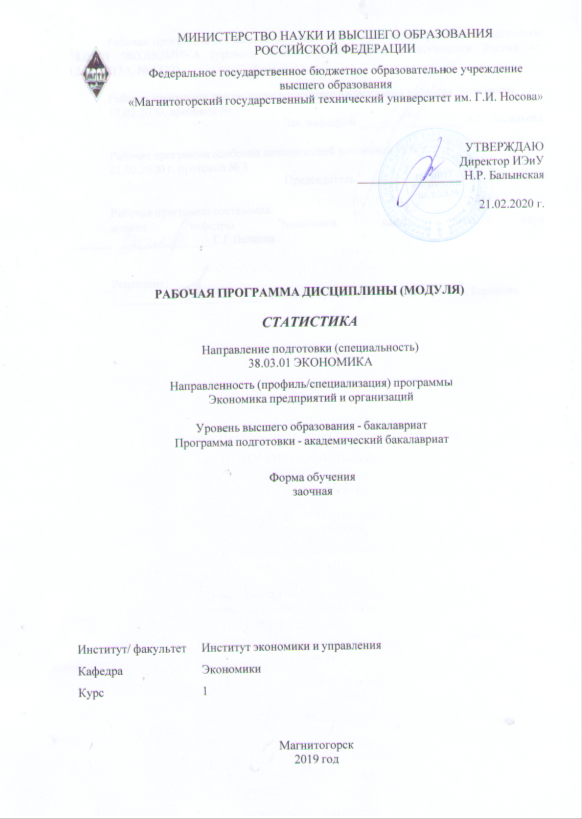 МИНИСТЕРСТВО НАУКИ И ВЫСШЕГО ОБРАЗОВАНИЯ
РОССИЙСКОЙ ФЕДЕРАЦИИ
Федеральное государственное бюджетное образовательное учреждение
высшего образования
«Магнитогорский государственный технический университет им. Г.И. Носова»
УТВЕРЖДАЮ
Директор ИЭиУ
Н.Р. Балынская
21.02.2020 г.
РАБОЧАЯ ПРОГРАММА ДИСЦИПЛИНЫ (МОДУЛЯ)
СТАТИСТИКА
Направление подготовки (специальность)
38.03.01 ЭКОНОМИКА
Направленность (профиль/специализация) программы
Экономика предприятий и организаций
Уровень высшего образования - бакалавриат
Программа подготовки - академический бакалавриат
Форма обучения
заочная
Институт/ факультет Институт экономики и управления
Кафедра Экономики
Курс 1
Магнитогорск
2019 год